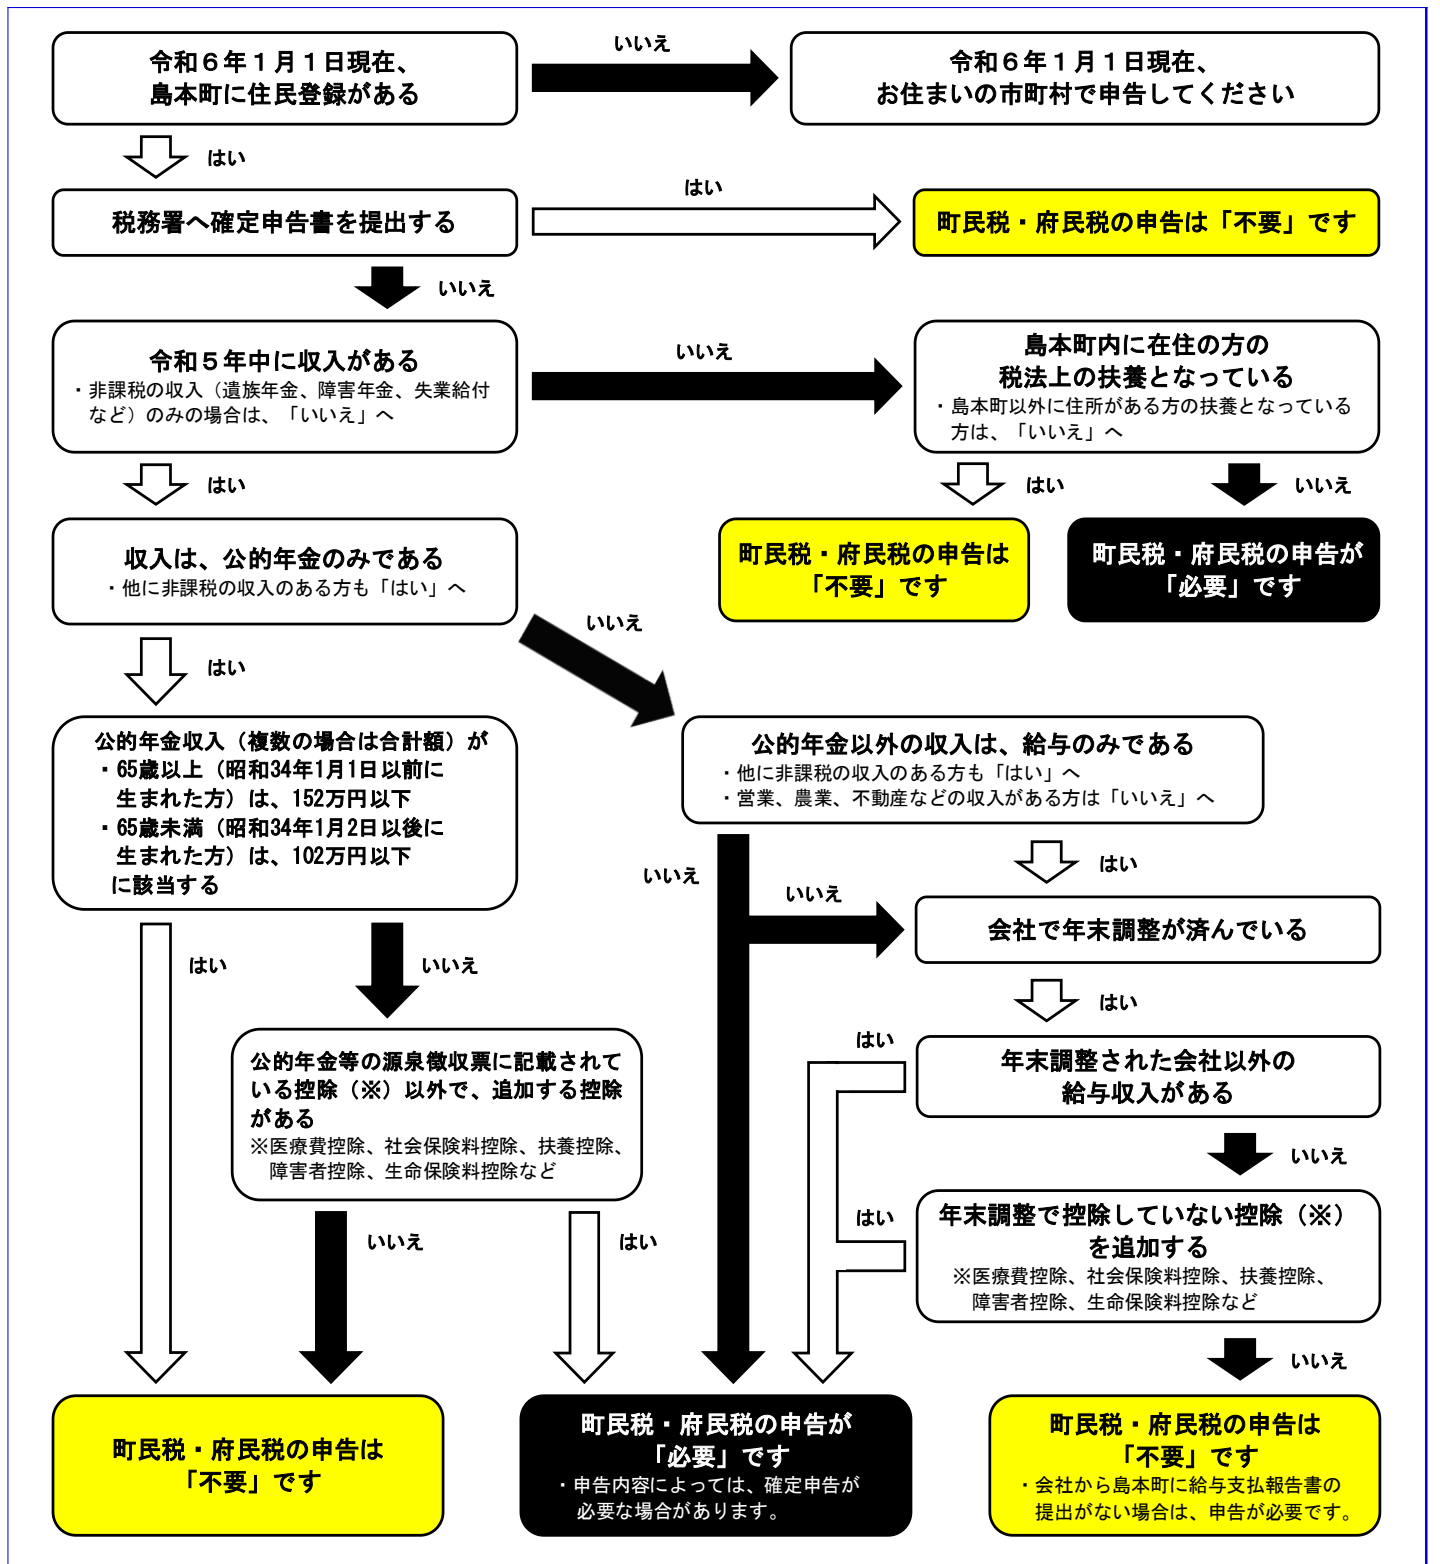 令和６年１月１日現在、
島本町に住民登録がある
いいえ
令和６年１月１日現在、
お住まいの市町村で申告してください
はい
税務署へ確定申告書を提出する
はい
町民税・府民税の申告は「不要」です
いいえ
令和５年中に収入がある
・非課税の収入（遺族年金、障害年金、失業給付
など）のみの場合は、「いいえ」へ
いいえ
島本町内に在住の方の
税法上の扶養となっている
・島本町以外に住所がある方の扶養となっている
方は、「いいえ」へ
はい
はい
いいえ
収入は、公的年金のみである
・他に非課税の収入のある方も「はい」へ
町民税・府民税の申告は
「不要」です
町民税・府民税の申告が
「必要」です
いいえ
はい
公的年金収入（複数の場合は合計額）が
・65歳以上（昭和34年1月1日以前に
生まれた方）は、152万円以下
・65歳未満（昭和34年1月2日以後に
生まれた方）は、102万円以下
に該当する
公的年金以外の収入は、給与のみである
・他に非課税の収入のある方も「はい」へ
・営業、農業、不動産などの収入がある方は「いいえ」へ
いいえ
はい
いいえ
会社で年末調整が済んでいる
はい
いいえ
はい
公的年金等の源泉徴収票に記載されて
いる控除（※）以外で、追加する控除
がある
※医療費控除、社会保険料控除、扶養控除、
障害者控除、生命保険料控除など
はい
年末調整された会社以外の
給与収入がある
いいえ
はい
年末調整で控除していない控除（※）
を追加する
※医療費控除、社会保険料控除、扶養控除、
障害者控除、生命保険料控除など
いいえ
はい
いいえ
町民税・府民税の申告は
「不要」です
町民税・府民税の申告が
「必要」です
・申告内容によっては、確定申告が
必要な場合があります。
町民税・府民税の申告は
「不要」です
・会社から島本町に給与支払報告書の
提出がない場合は、申告が必要です。